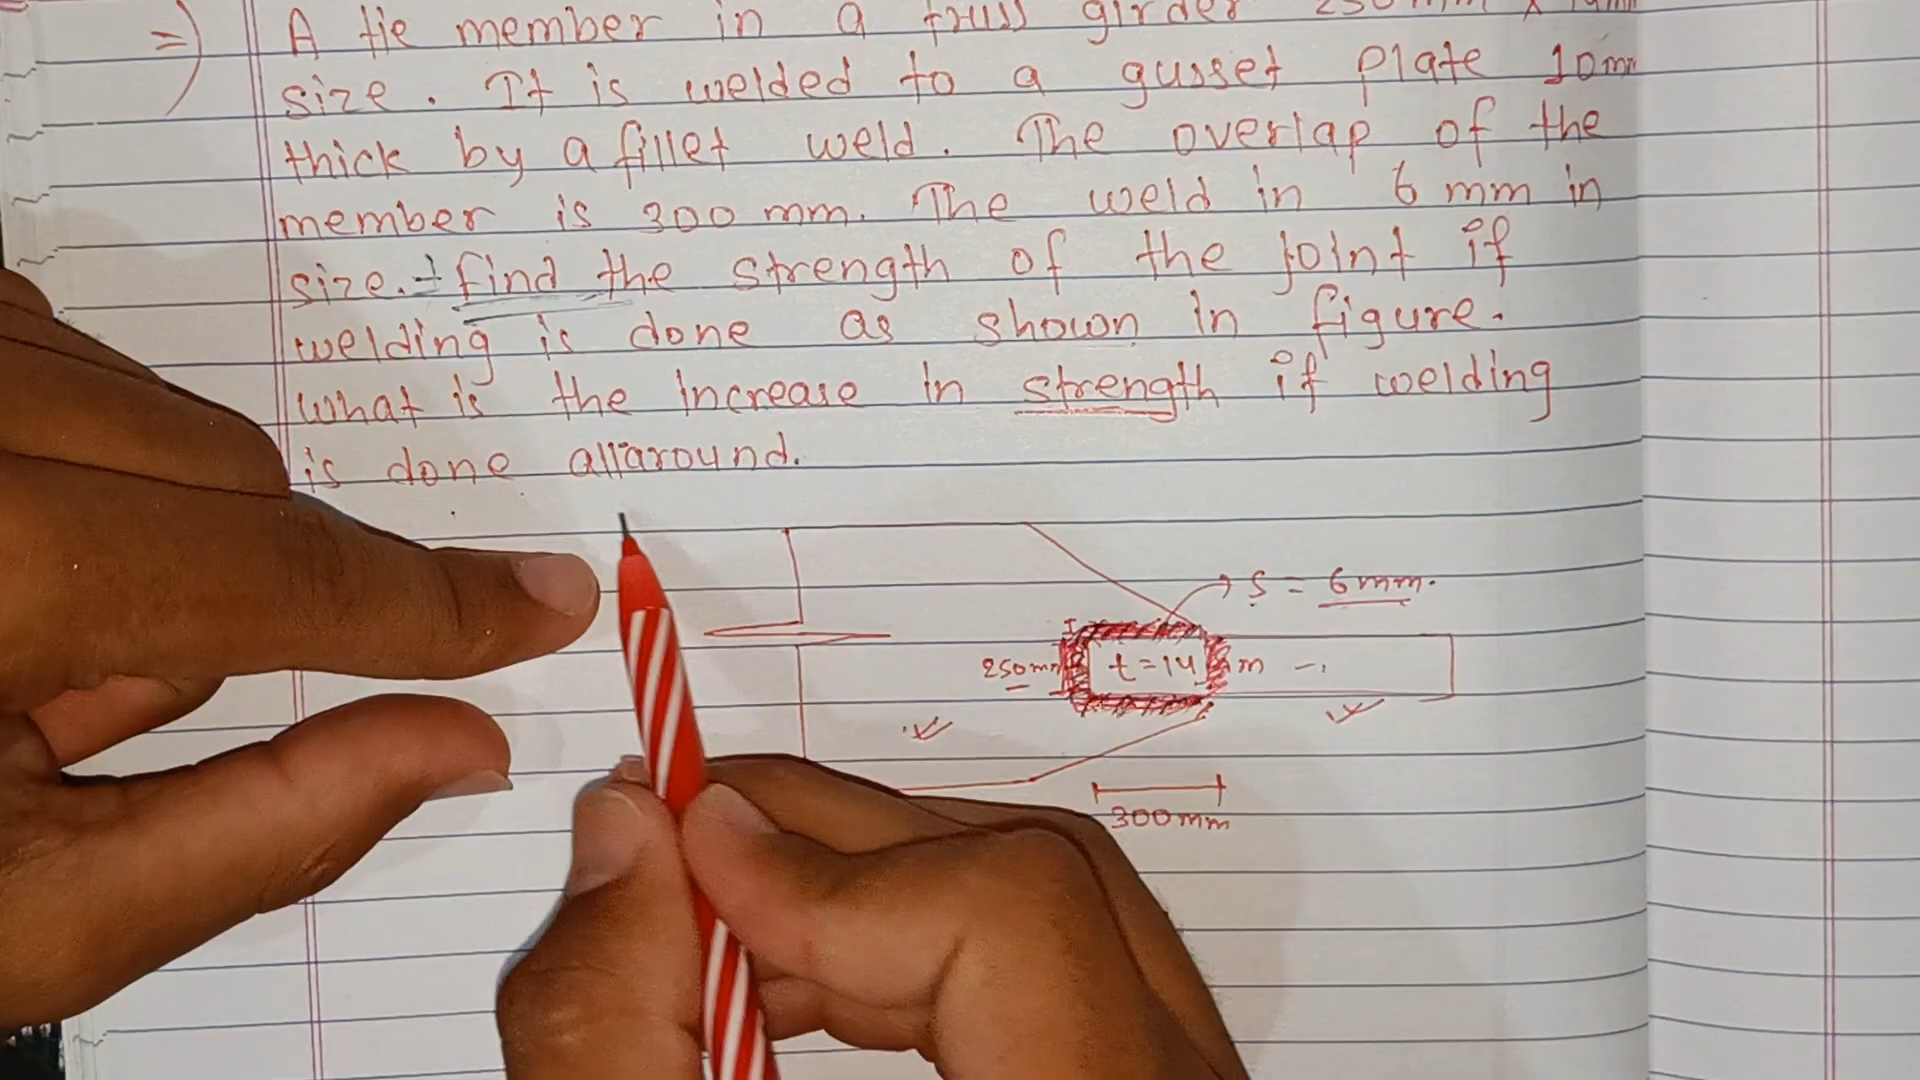 =) A tie member in a truss girder 250 mm x 14mm
size. It is welded to a gusset plate 10mm
thick by a fillet weld. The overlap of the
member is 300 mm. The weld in 6 mm in
size. find the strength of the joint if
welding is done as shown in figure.
what is the increase in strength if welding
is done allaround.
S = 6mm.
250mm t = 14 m
300mm